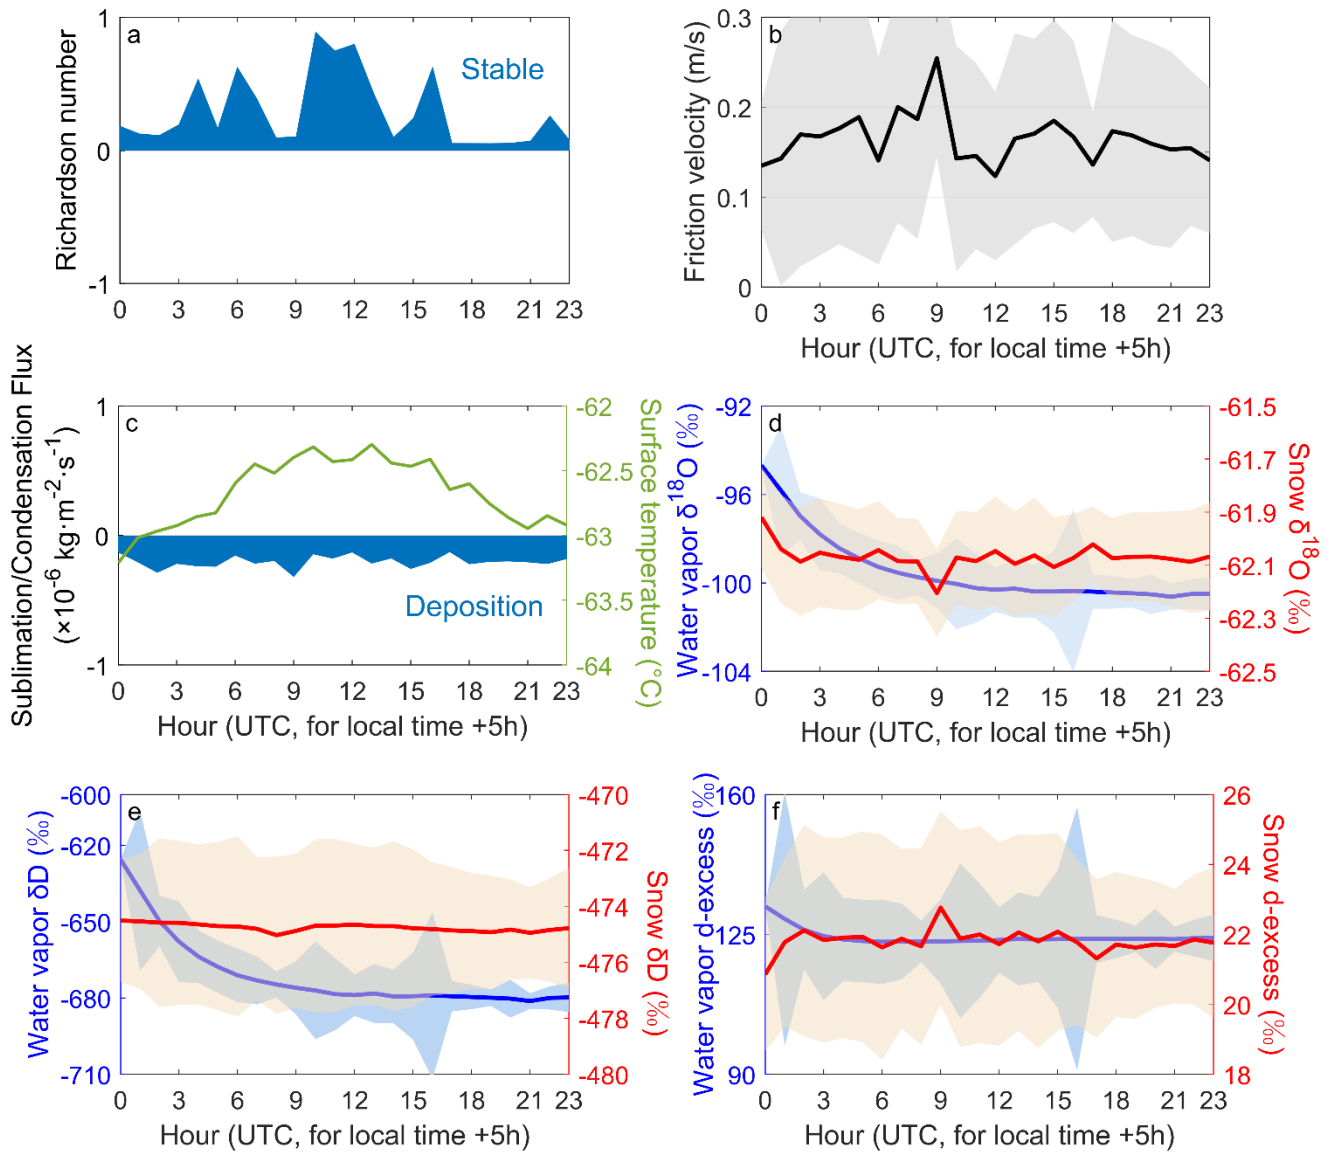 a
Stable
Richardson number
1
0
-1
0 3 6 9 12 15 18 21 23
b
Friction velocity (m/s)
0.3
0.2
0.1
0
0 3 6 9 12 15 18 21 23
Hour (UTC, for local time +5h)
c
Deposition
Sublimation/Condensation Flux
(×10⁻⁶ kg·m⁻²·s⁻¹)
1
0
-1
-62
-62.5
-63
-63.5
-64
Surface temperature (°C)
0 3 6 9 12 15 18 21 23
Hour (UTC, for local time +5h)
d
Water vapor δ¹⁸O (‰)
-92
-96
-100
-104
-61.5
-61.7
-61.9
-62.1
-62.3
-62.5
Snow δ¹⁸O (‰)
0 3 6 9 12 15 18 21 23
Hour (UTC, for local time +5h)
e
Water vapor δD (‰)
-600
-620
-650
-680
-710
-470
-472
-474
-476
-478
-480
Snow δD (‰)
0 3 6 9 12 15 18 21 23
Hour (UTC, for local time +5h)
f
Water vapor d-excess (‰)
160
125
90
26
24
22
20
18
Snow d-excess (‰)
0 3 6 9 12 15 18 21 23
Hour (UTC, for local time +5h)